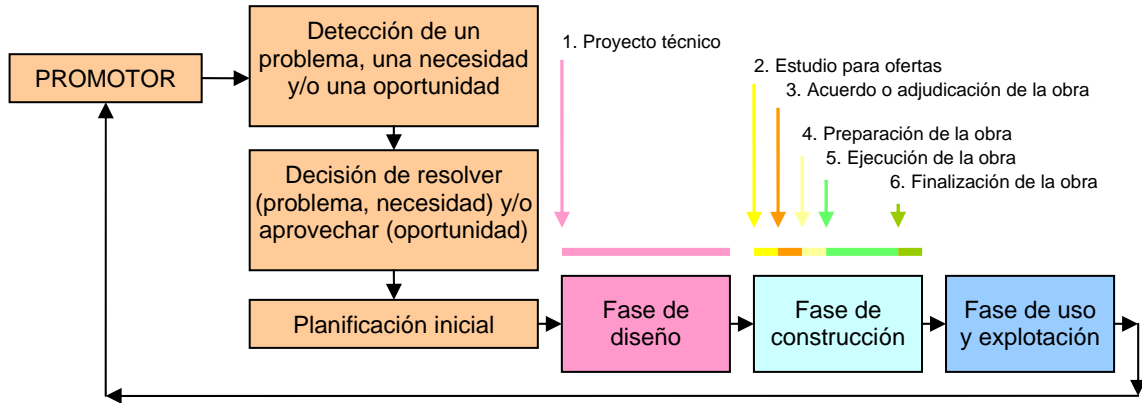 PROMOTOR
Detección de un
problema, una necesidad
y/o una oportunidad
Decisión de resolver
(problema, necesidad) y/o
aprovechar (oportunidad)
Planificación inicial
1. Proyecto técnico
2. Estudio para ofertas
3. Acuerdo o adjudicación de la obra
4. Preparación de la obra
5. Ejecución de la obra
6. Finalización de la obra
Fase de
diseño
Fase de
construcción
Fase de uso
y explotación